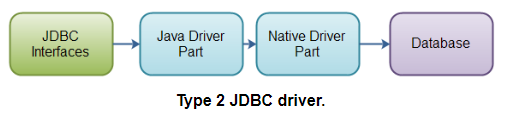 JDBC
Interfaces
Java Driver
Part
Native Driver
Part
Database
Type 2 JDBC driver.